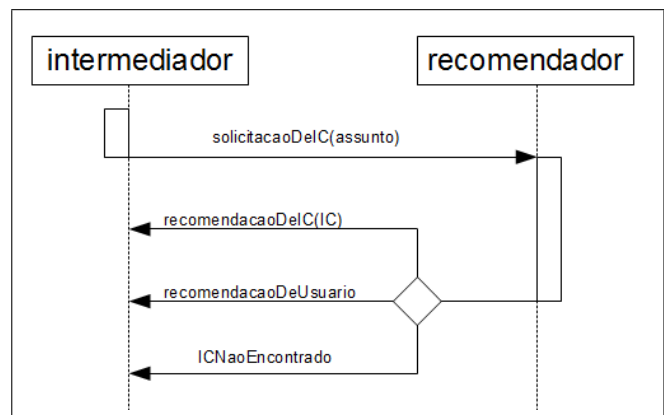 intermediador
recomendador
solicitacaoDeIC(assunto)
recomendacaoDeIC(IC)
recomendacaoDeUsuario
ICNaoEncontrado